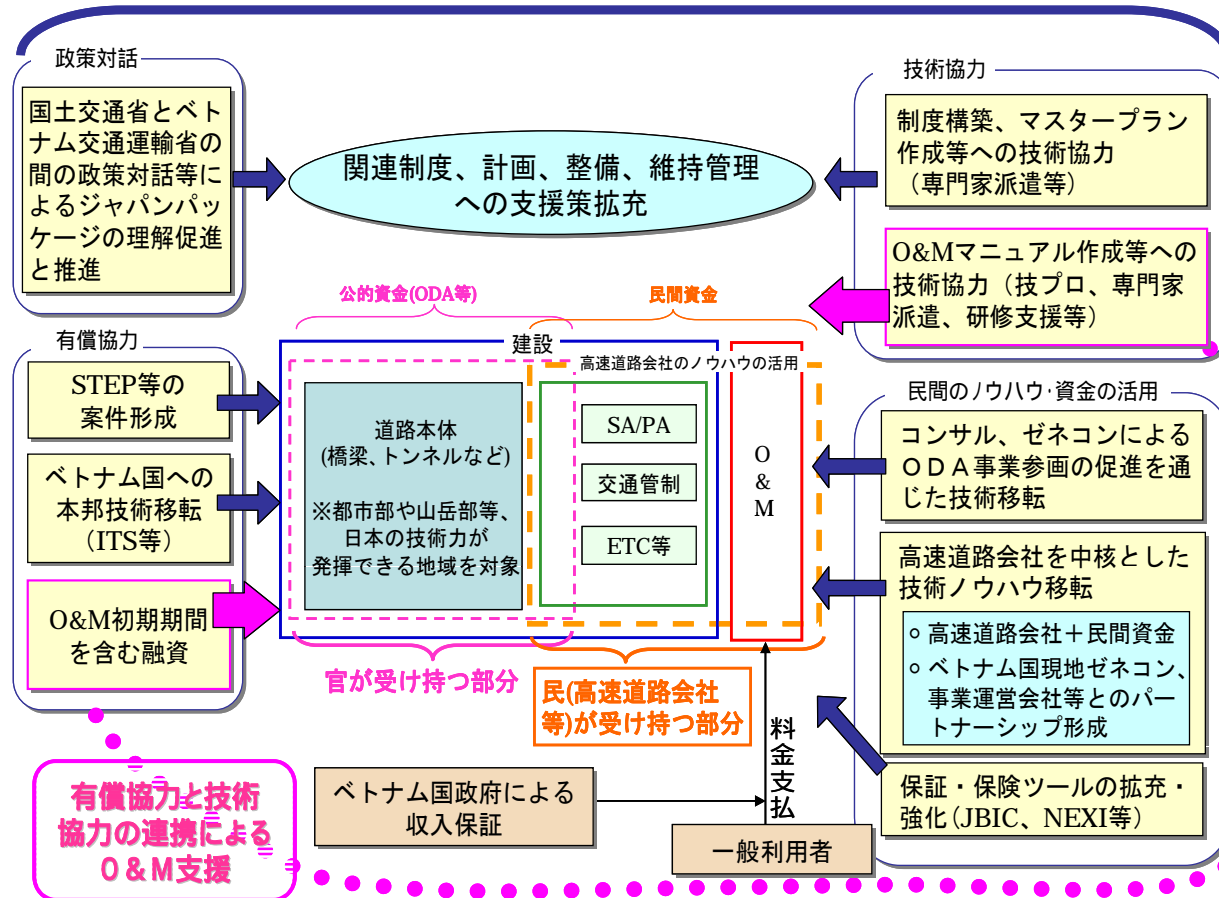 政策対話
国土交通省とベト
ナム交通運輸省の
間の政策対話等に
よるジャパンパッ
ケージの理解促進
と推進
関連制度、計画、整備、維持管理
への支援策拡充
技術協力
制度構築、マスタープラン
作成等への技術協力
(専門家派遣等)
O&Mマニュアル作成等への
技術協力(技プロ、専門家
派遣、研修支援等)
公的資金(ODA等)
民間資金
有償協力
STEP等の
案件形成
ベトナム国への
本邦技術移転
(ITS等)
O&M初期期間
を含む融資
建設
高速道路会社のノウハウの活用
道路本体
(橋梁、トンネルなど)
※都市部や山岳部等、
日本の技術力が
発揮できる地域を対象
SA/PA
交通管制
ETC等
O
&
M
民間のノウハウ・資金の活用
コンサル、ゼネコンによる
ODA事業参画の促進を通
じた技術移転
高速道路会社を中核とした
技術ノウハウ移転
○ 高速道路会社+民間資金
○ ベトナム国現地ゼネコン、
事業運営会社等とのパー
トナーシップ形成
保証・保険ツールの拡充・
強化(JBIC、NEXI等)
官が受け持つ部分
民(高速道路会社
等)が受け持つ部分
料金支払
ベトナム国政府による
収入保証
一般利用者
有償協力と技術
協力の連携による
O&M支援